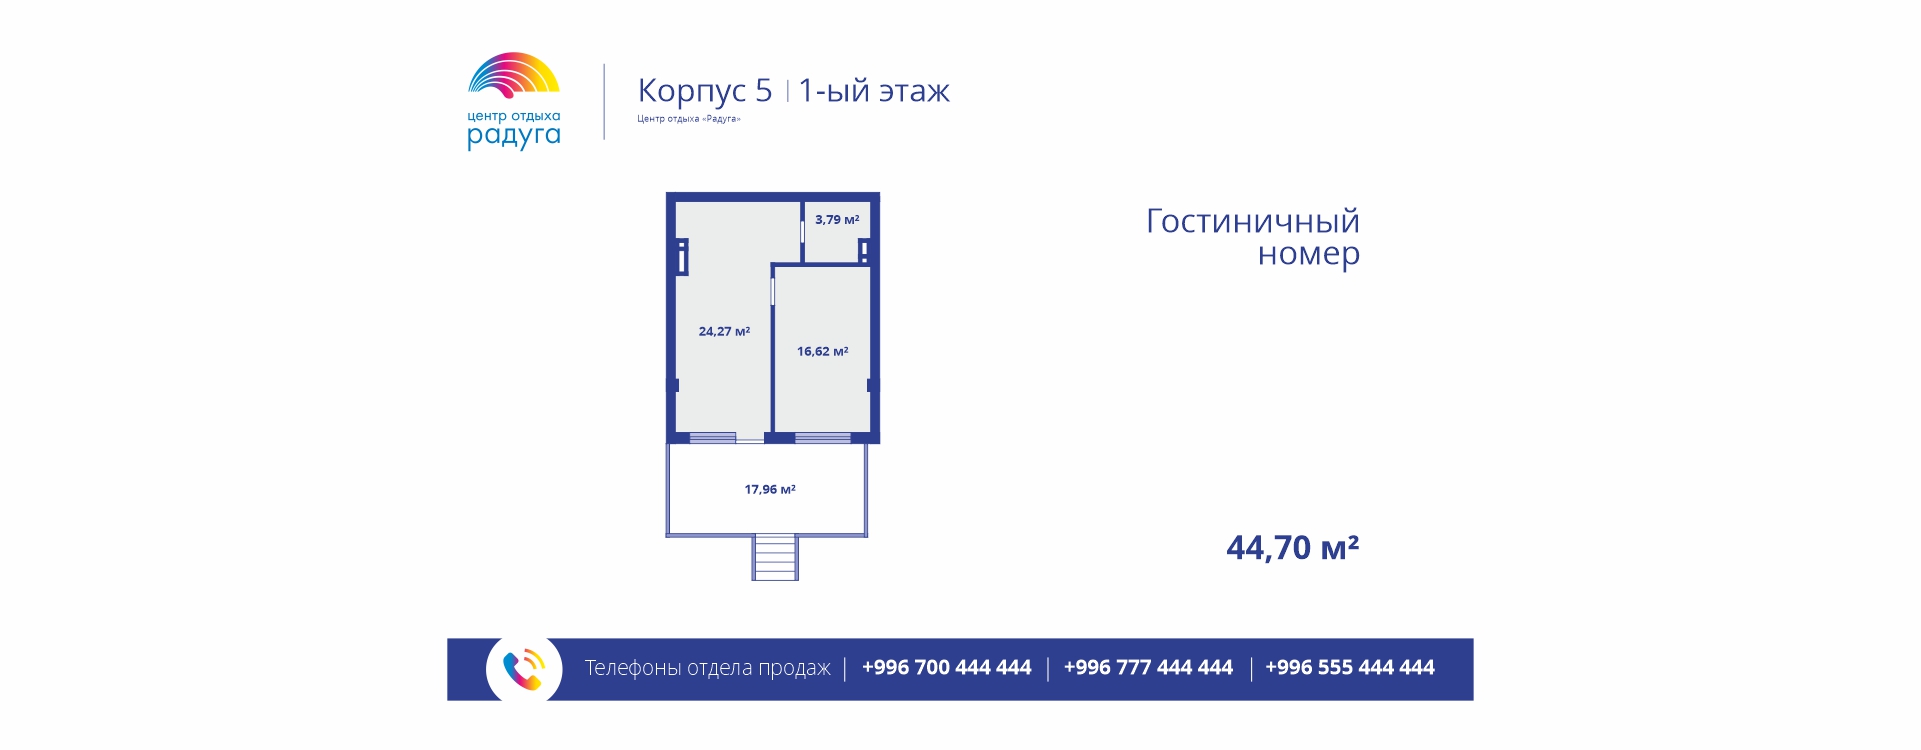 центр отдыха
радуга
Корпус 5 | 1-ый этаж
Центр отдыха «Радуга»
Гостиничный
номер
3,79 м²
24,27 м²
16,62 м²
17,96 м²
44,70 м²
Телефоны отдела продаж | +996 700 444 444 | +996 777 444 444 | +996 555 444 444